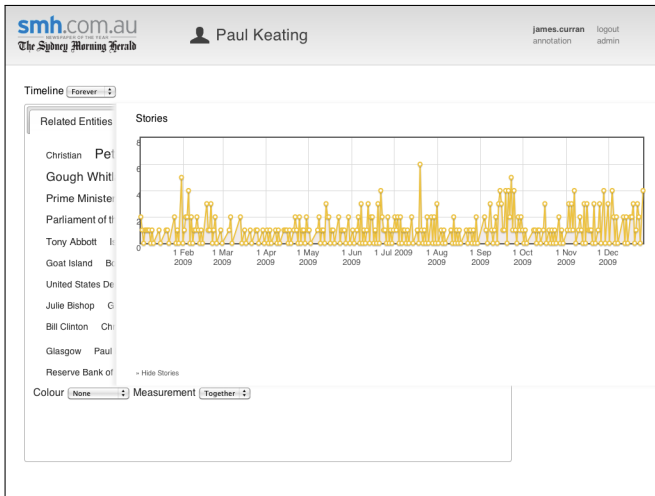 smh.com.au
NEWSPAPER OF THE YEAR
The Sydney Morning Herald
Paul Keating
james.curran logout
annotation admin
Timeline Forever
Related Entities
Stories
Christian Pet
Gough Whitl
Prime Minister
Parliament of th
Tony Abbott
Goat Island
United States De
Julie Bishop G
Bill Clinton Ch
Glasgow Paul
Reserve Bank of
8
6
4
2
0
1 Feb 2009
1 Mar 2009
1 Apr 2009
1 May 2009
1 Jun 2009
1 Jul 2009
1 Aug 2009
1 Sep 2009
1 Oct 2009
1 Nov 2009
1 Dec 2009
« Hide Stories
Colour None Measurement Together